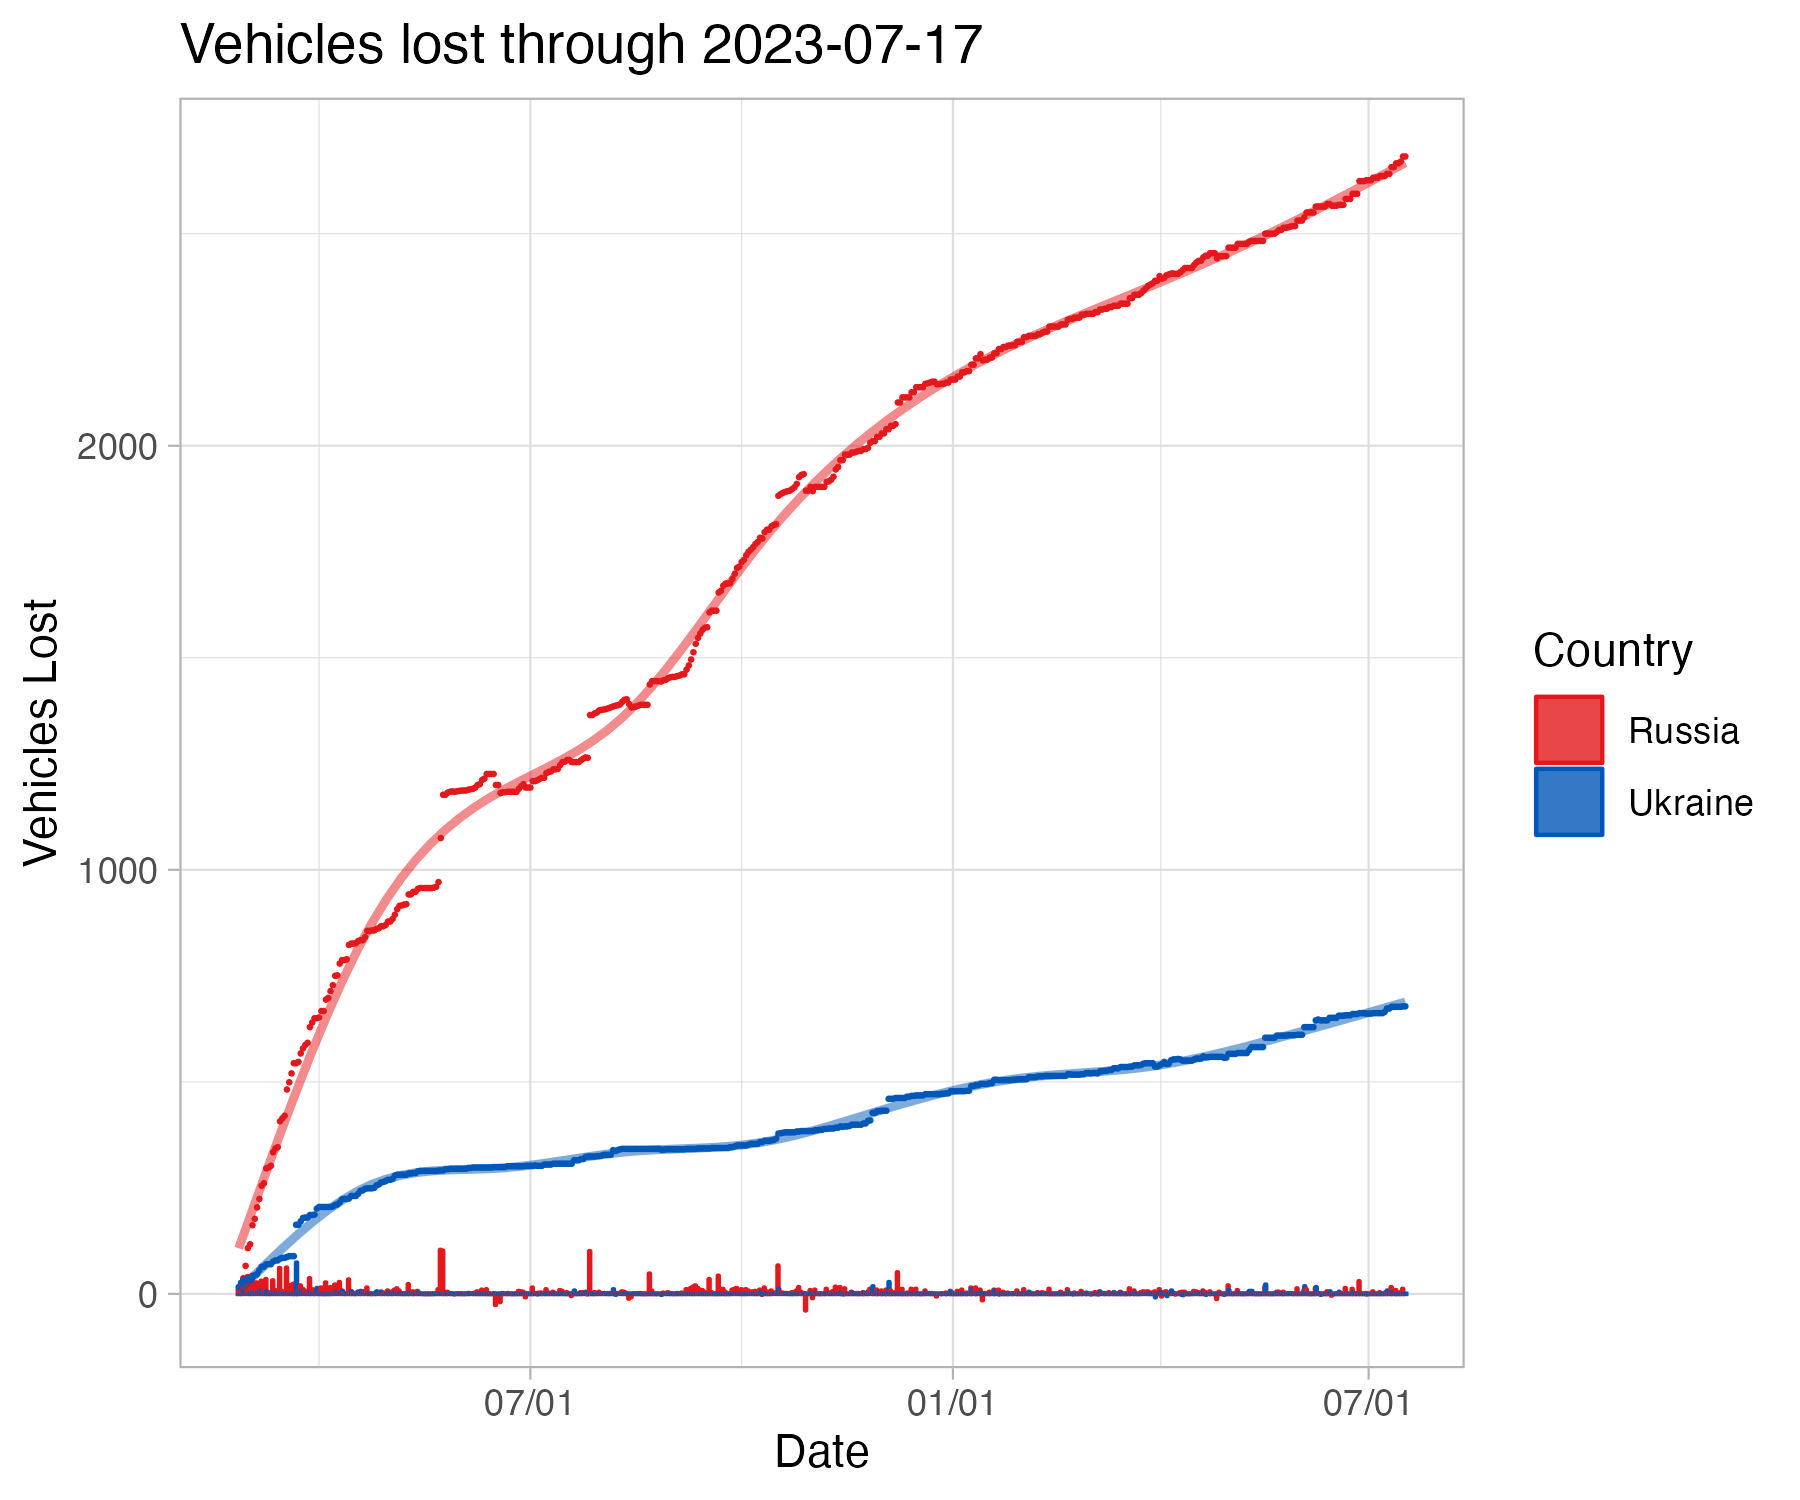 Vehicles lost through 2023-07-17
Vehicles Lost
2000
1000
0
07/01
01/01
07/01
Date
Country
Russia
Ukraine